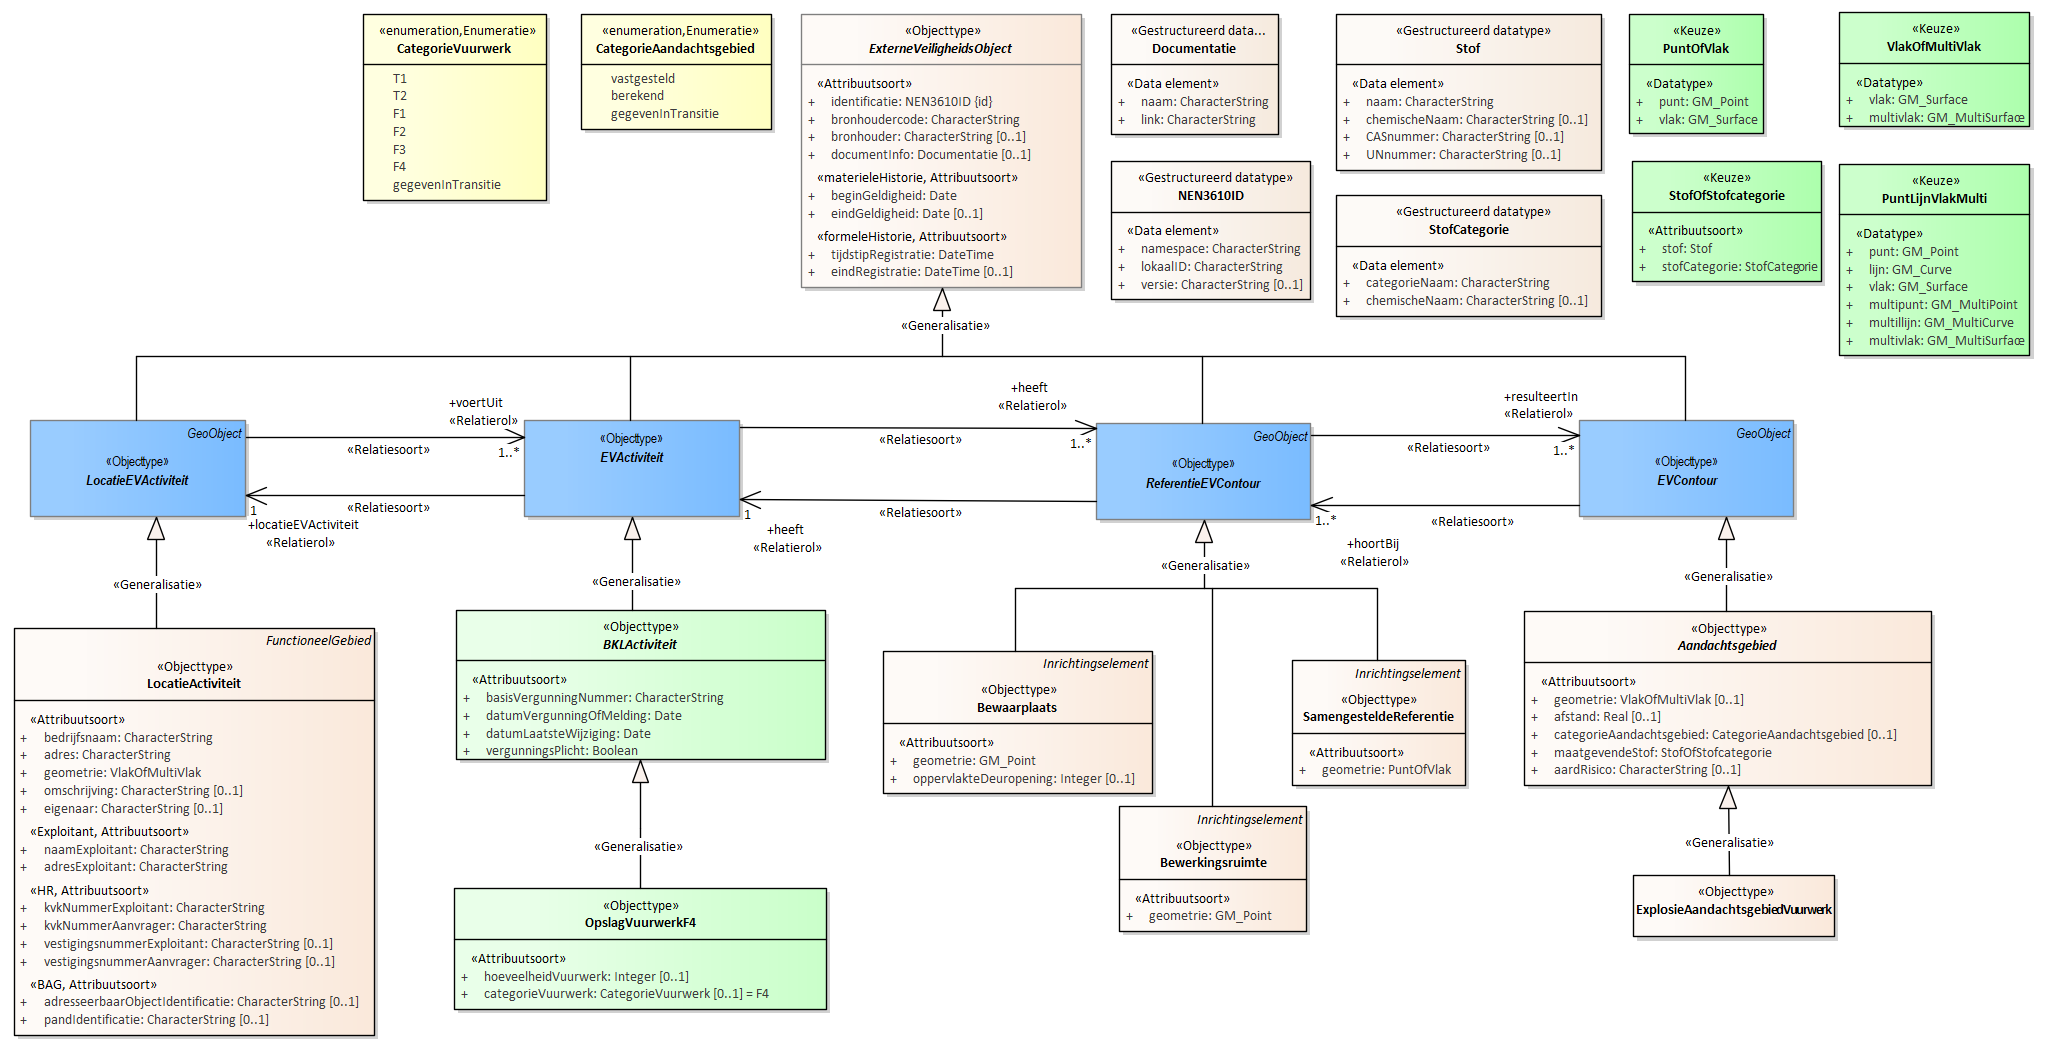 «enumeration,Enumeratie»
CategorieVuurwerk
T1
T2
F1
F2
F3
F4
gegevenInTransitie
«enumeration,Enumeratie»
CategorieAandachtsgebied
vastgesteld
berekend
gegevenInTransitie
«Objecttype»
ExterneVeiligheidsObject
«Attribuutsoort»
+ identificatie: NEN3610ID {id}
+ bronhoudercode: CharacterString
+ bronhouder: CharacterString [0..1]
+ documentInfo: Documentatie [0..1]
«materieleHistorie, Attribuutsoort»
+ beginGeldigheid: Date
+ eindGeldigheid: Date [0..1]
«formeleHistorie, Attribuutsoort»
+ tijdstipRegistratie: DateTime
+ eindRegistratie: DateTime [0..1]
«Gestructureerd data...
Documentatie
«Data element»
+ naam: CharacterString
+ link: CharacterString
«Gestructureerd datatype»
NEN3610ID
«Data element»
+ namespace: CharacterString
+ lokaalID: CharacterString
+ versie: CharacterString [0..1]
«Gestructureerd datatype»
Stof
«Data element»
+ naam: CharacterString
+ chemischeNaam: CharacterString [0..1]
+ CASnummer: CharacterString [0..1]
+ UNnummer: CharacterString [0..1]
«Gestructureerd datatype»
StofCategorie
«Data element»
+ categorieNaam: CharacterString
+ chemischeNaam: CharacterString [0..1]
«Keuze»
PuntOfVlak
«Datatype»
+ punt: GM_Point
+ vlak: GM_Surface
«Keuze»
StofOfStofcategorie
«Attribuutsoort»
+ stof: Stof
+ stofCategorie: StofCategorie
«Keuze»
VlakOfMultiVlak
«Datatype»
+ vlak: GM_Surface
+ multivlak: GM_MultiSurface
«Keuze»
PuntLijnVlakMulti
«Datatype»
+ punt: GM_Point
+ lijn: GM_Curve
+ vlak: GM_Surface
+ multipunt: GM_MultiPoint
+ multillijn: GM_MultiCurve
+ multivlak: GM_MultiSurface
«Generalisatie»
GeoObject
«Objecttype»
LocatieEVActiviteit
+voertUit
«Relatierol»
1..*
«Relatiesoort»
«Relatiesoort»
1
+locatieEVActiviteit
«Relatierol»
«Objecttype»
EVActiviteit
+heeft
«Relatierol»
1..*
«Relatiesoort»
«Relatiesoort»
1
+heeft
«Relatierol»
GeoObject
«Objecttype»
ReferentieEVContour
+resulteertIn
«Relatierol»
1..*
«Relatiesoort»
«Relatiesoort»
1..*
+hoortBij
«Relatierol»
GeoObject
«Objecttype»
EVContour
«Generalisatie»
FunctioneelGebied
«Objecttype»
LocatieActiviteit
«Attribuutsoort»
+ bedrijfsnaam: CharacterString
+ adres: CharacterString
+ geometrie: VlakOfMultiVlak
+ omschrijving: CharacterString [0..1]
+ eigenaar: CharacterString [0..1]
«Exploitant, Attribuutsoort»
+ naamExploitant: CharacterString
+ adresExploitant: CharacterString
«HR, Attribuutsoort»
+ kvkNummerExploitant: CharacterString
+ kvkNummerAanvrager: CharacterString
+ vestigingsnummerExploitant: CharacterString [0..1]
+ vestigingsnummerAanvrager: CharacterString [0..1]
«BAG, Attribuutsoort»
+ adresseerbaarObjectIdentificatie: CharacterString [0..1]
+ pandIdentificatie: CharacterString [0..1]
«Generalisatie»
«Objecttype»
BKLActiviteit
«Attribuutsoort»
+ basisVergunningNummer: CharacterString
+ datumVergunningOfMelding: Date
+ datumLaatsteWijziging: Date
+ vergunningsPlicht: Boolean
«Generalisatie»
«Objecttype»
OpslagVuurwerkF4
«Attribuutsoort»
+ hoeveelheidVuurwerk: Integer [0..1]
+ categorieVuurwerk: CategorieVuurwerk [0..1] = F4
«Generalisatie»
Inrichtingselement
«Objecttype»
Bewaarplaats
«Attribuutsoort»
+ geometrie: GM_Point
+ oppervlakteDeuropening: Integer [0..1]
Inrichtingselement
«Objecttype»
Bewerkingsruimte
«Attribuutsoort»
+ geometrie: GM_Point
Inrichtingselement
«Objecttype»
SamengesteldeReferentie
«Attribuutsoort»
+ geometrie: PuntOfVlak
«Generalisatie»
«Objecttype»
Aandachtsgebied
«Attribuutsoort»
+ geometrie: VlakOfMultiVlak [0..1]
+ afstand: Real [0..1]
+ categorieAandachtsgebied: CategorieAandachtsgebied [0..1]
+ maatgevendeStof: StofOfStofcategorie
+ aardRisico: CharacterString [0..1]
«Generalisatie»
«Objecttype»
ExplosieAandachtsgebiedVuurwerk